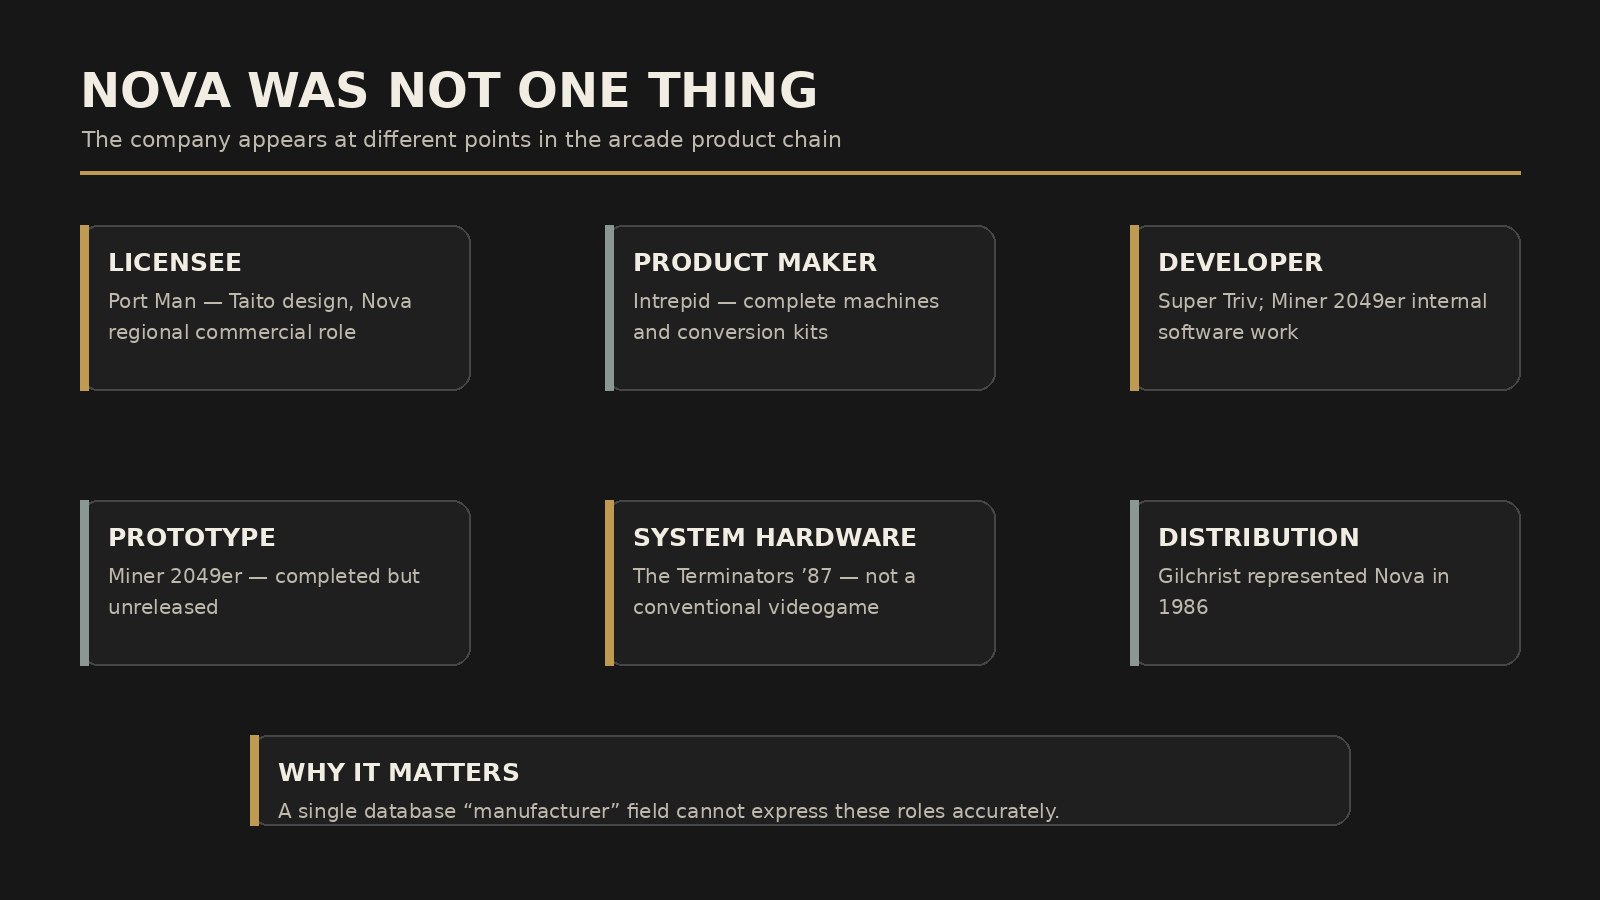 NOVA WAS NOT ONE THING
The company appears at different points in the arcade product chain
LICENSEE
Port Man — Taito design, Nova
regional commercial role
PRODUCT MAKER
Intrepid — complete machines
and conversion kits
DEVELOPER
Super Triv; Miner 2049er internal
software work
PROTOTYPE
Miner 2049er — completed but
unreleased
SYSTEM HARDWARE
The Terminators ’87 — not a
conventional videogame
DISTRIBUTION
Gilchrist represented Nova in
1986
WHY IT MATTERS
A single database “manufacturer” field cannot express these roles accurately.